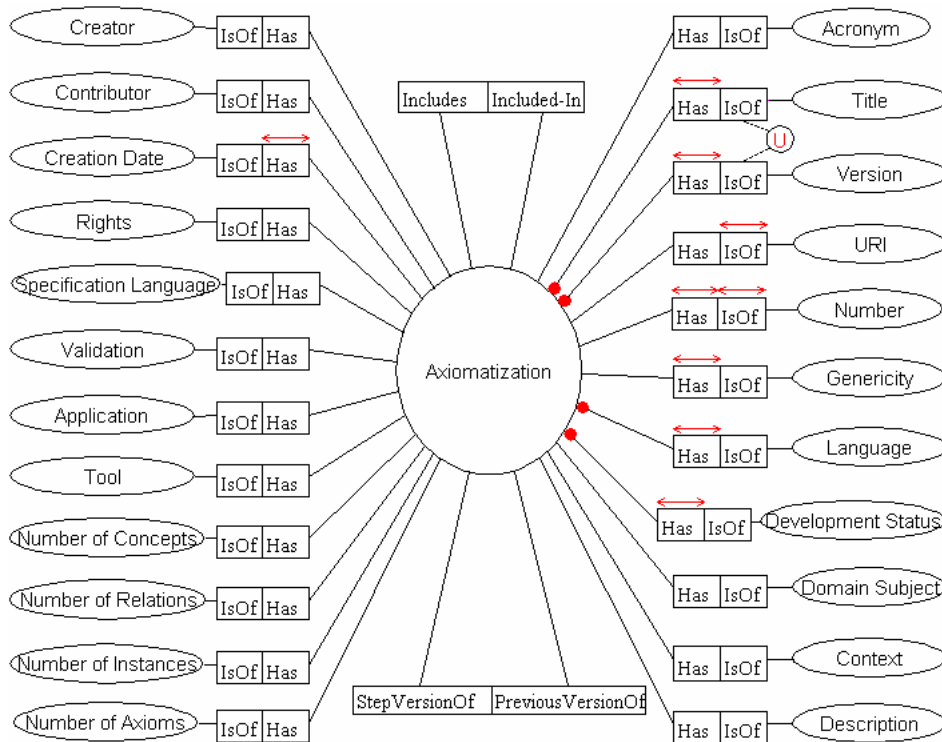 Creator
IsOf Has
Has IsOf
Acronym
Contributor
IsOf Has
Includes Included-In
Has IsOf
Title
U
Creation Date
IsOf Has
Has IsOf
Version
Rights
IsOf Has
Has IsOf
URI
Specification Language
IsOf Has
Has IsOf
Number
Validation
IsOf Has
Axiomatization
Has IsOf
Genericity
Application
IsOf Has
Has IsOf
Language
Tool
IsOf Has
Has IsOf
Development Status
Number of Concepts
IsOf Has
Has IsOf
Domain Subject
Number of Relations
IsOf Has
Has IsOf
Context
Number of Instances
IsOf Has
StepVersionOf PreviousVersionOf
Number of Axioms
IsOf Has
Has IsOf
Description